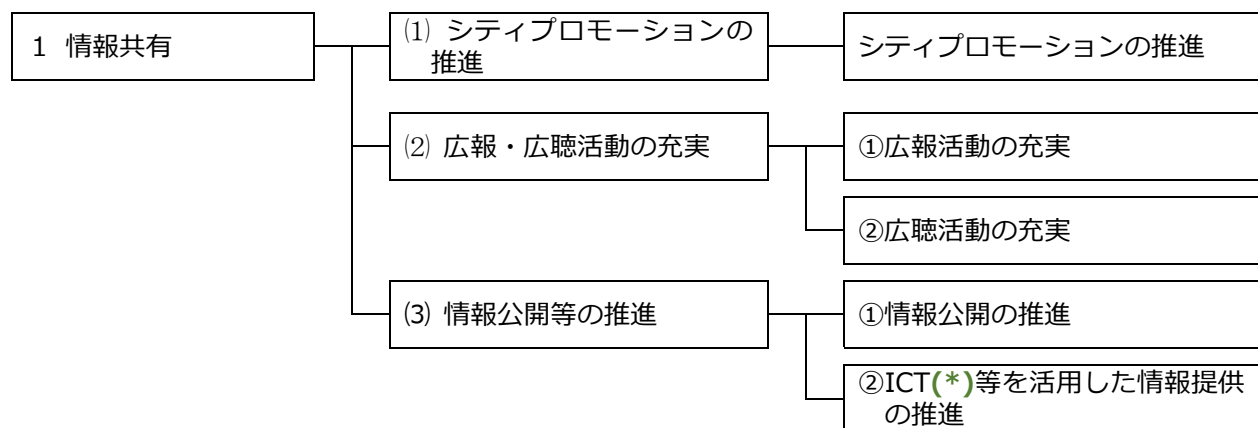 1 情報共有
⑴ シティプロモーションの
推進
シティプロモーションの推進
⑵ 広報・広聴活動の充実
①広報活動の充実
②広聴活動の充実
⑶ 情報公開等の推進
①情報公開の推進
②ICT(*)等を活用した情報提供
の推進